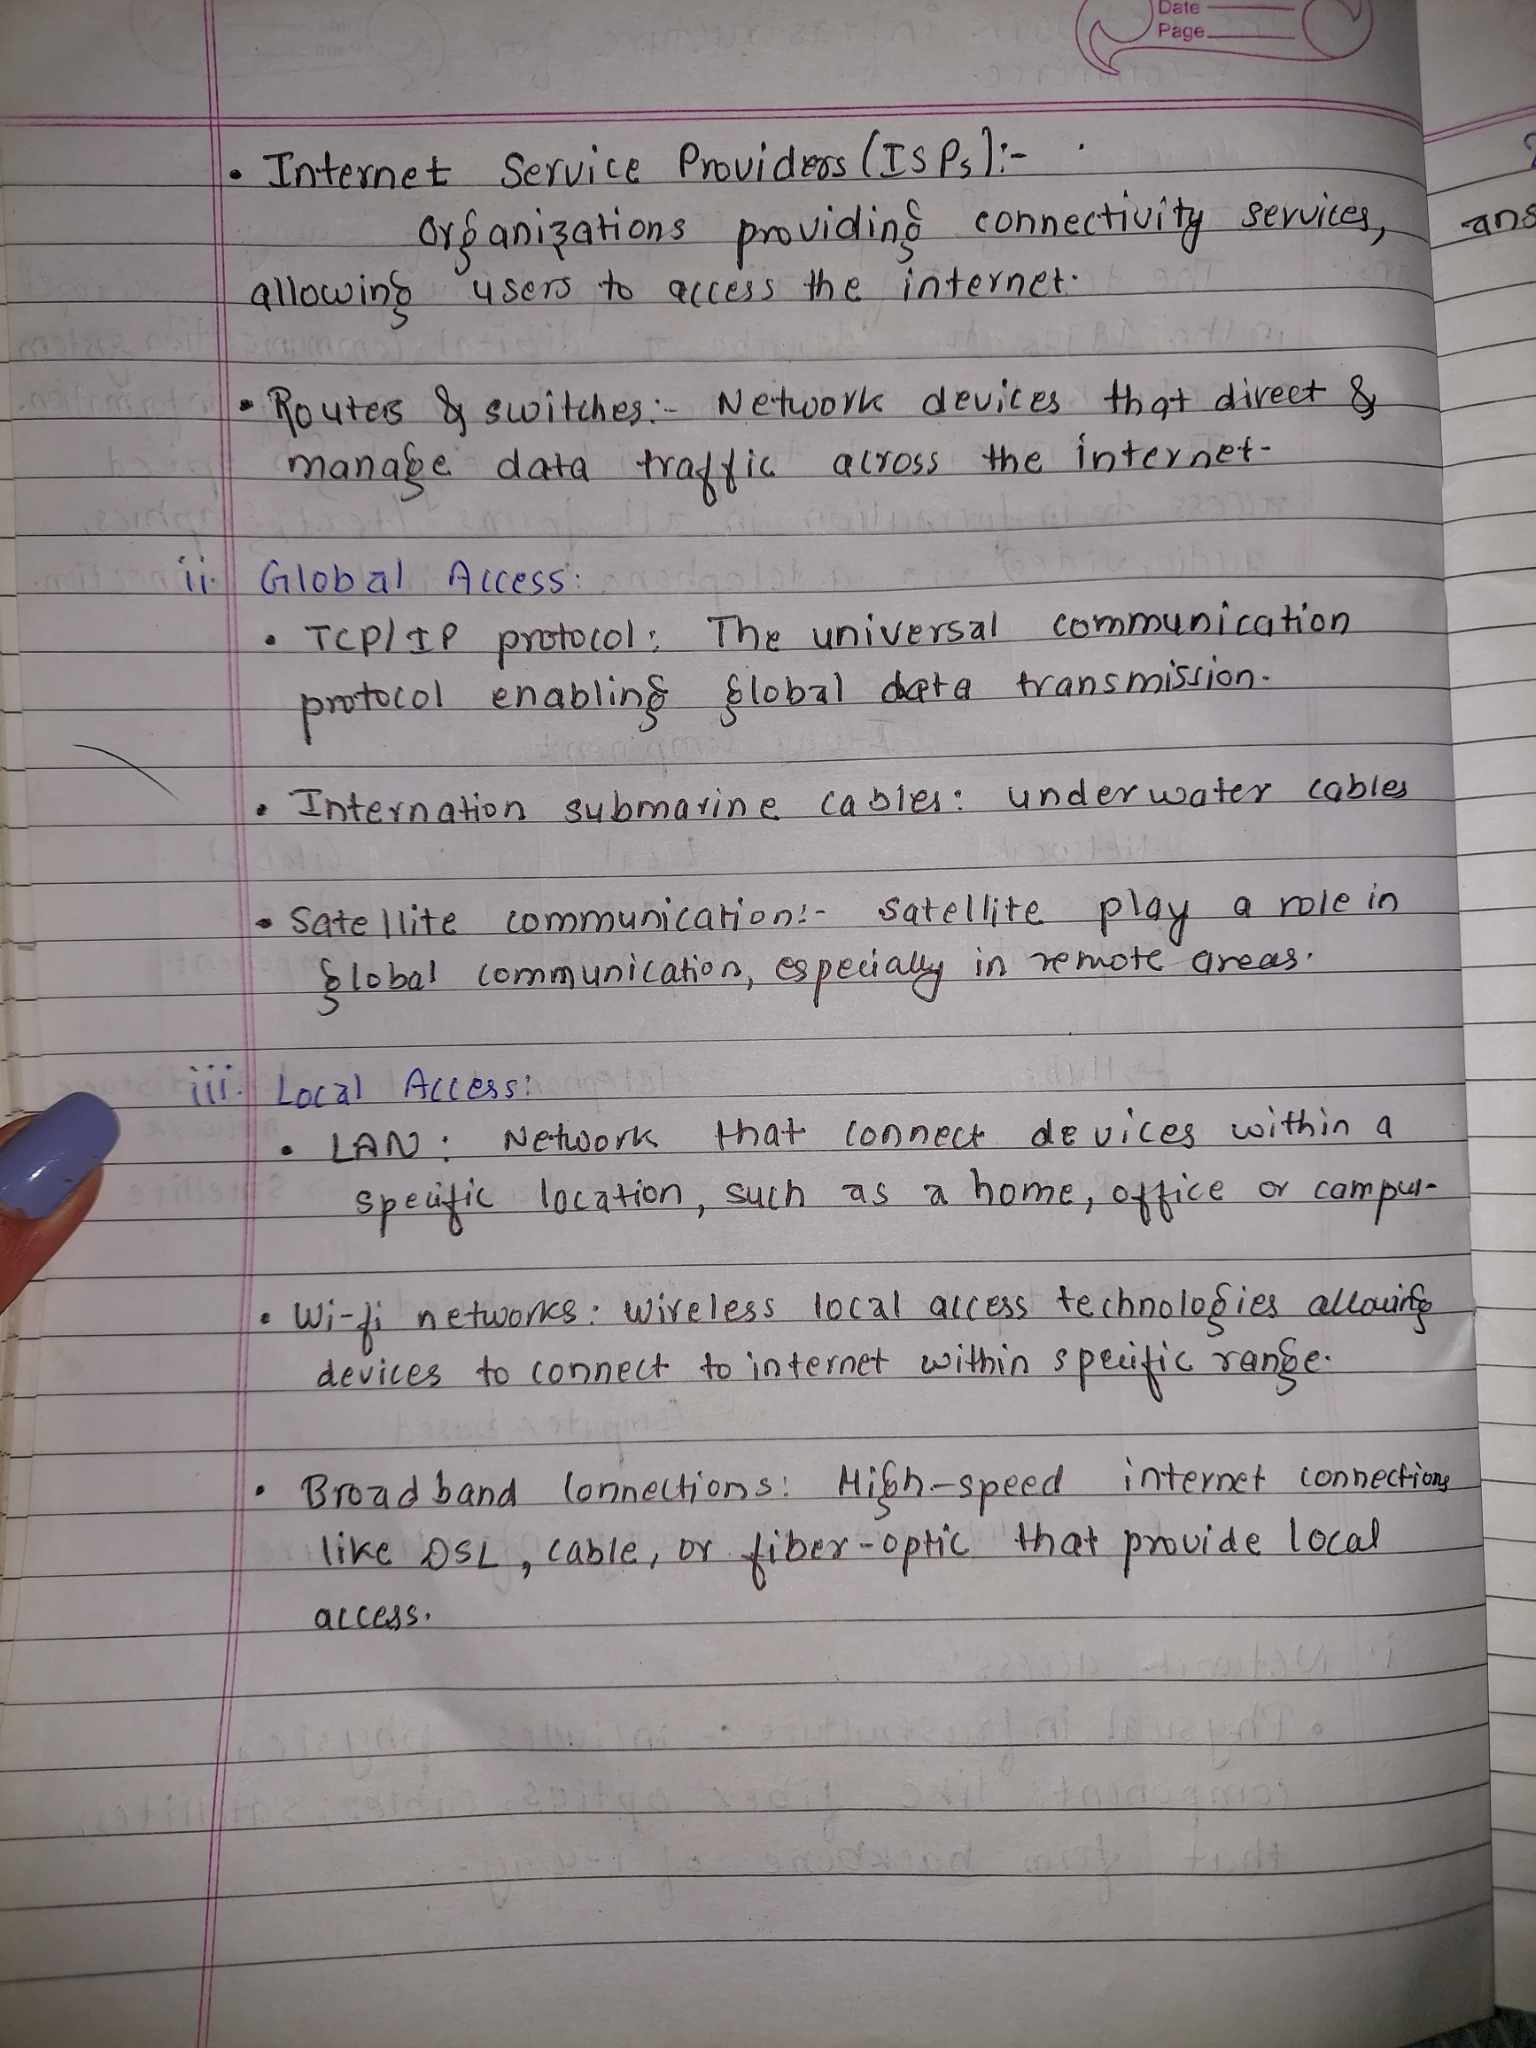 Date
Page
• Internet Service Providers (ISPs):-
organizations providing connectivity services,
allowing users to access the internet.
• Routers & switches:- Network devices that direct &
manage data traffic across the internet-
ii. Global Access:
• TCP/IP protocol: The universal communication
protocol enabling global data transmission.
• Internation submarine cables: underwater cables
• Satellite communication:- satellite play a role in
global communication, especially in remote areas.
iii. Local Access:
• LAN: Network that connect devices within a
specific location, such as a home, office or campus-
• Wi-fi networks: wireless local access technologies allowing
devices to connect to internet within specific range.
• Broadband Connections: High-speed internet connections
like DSL, cable, or fiber-optic that provide local
access.
ans